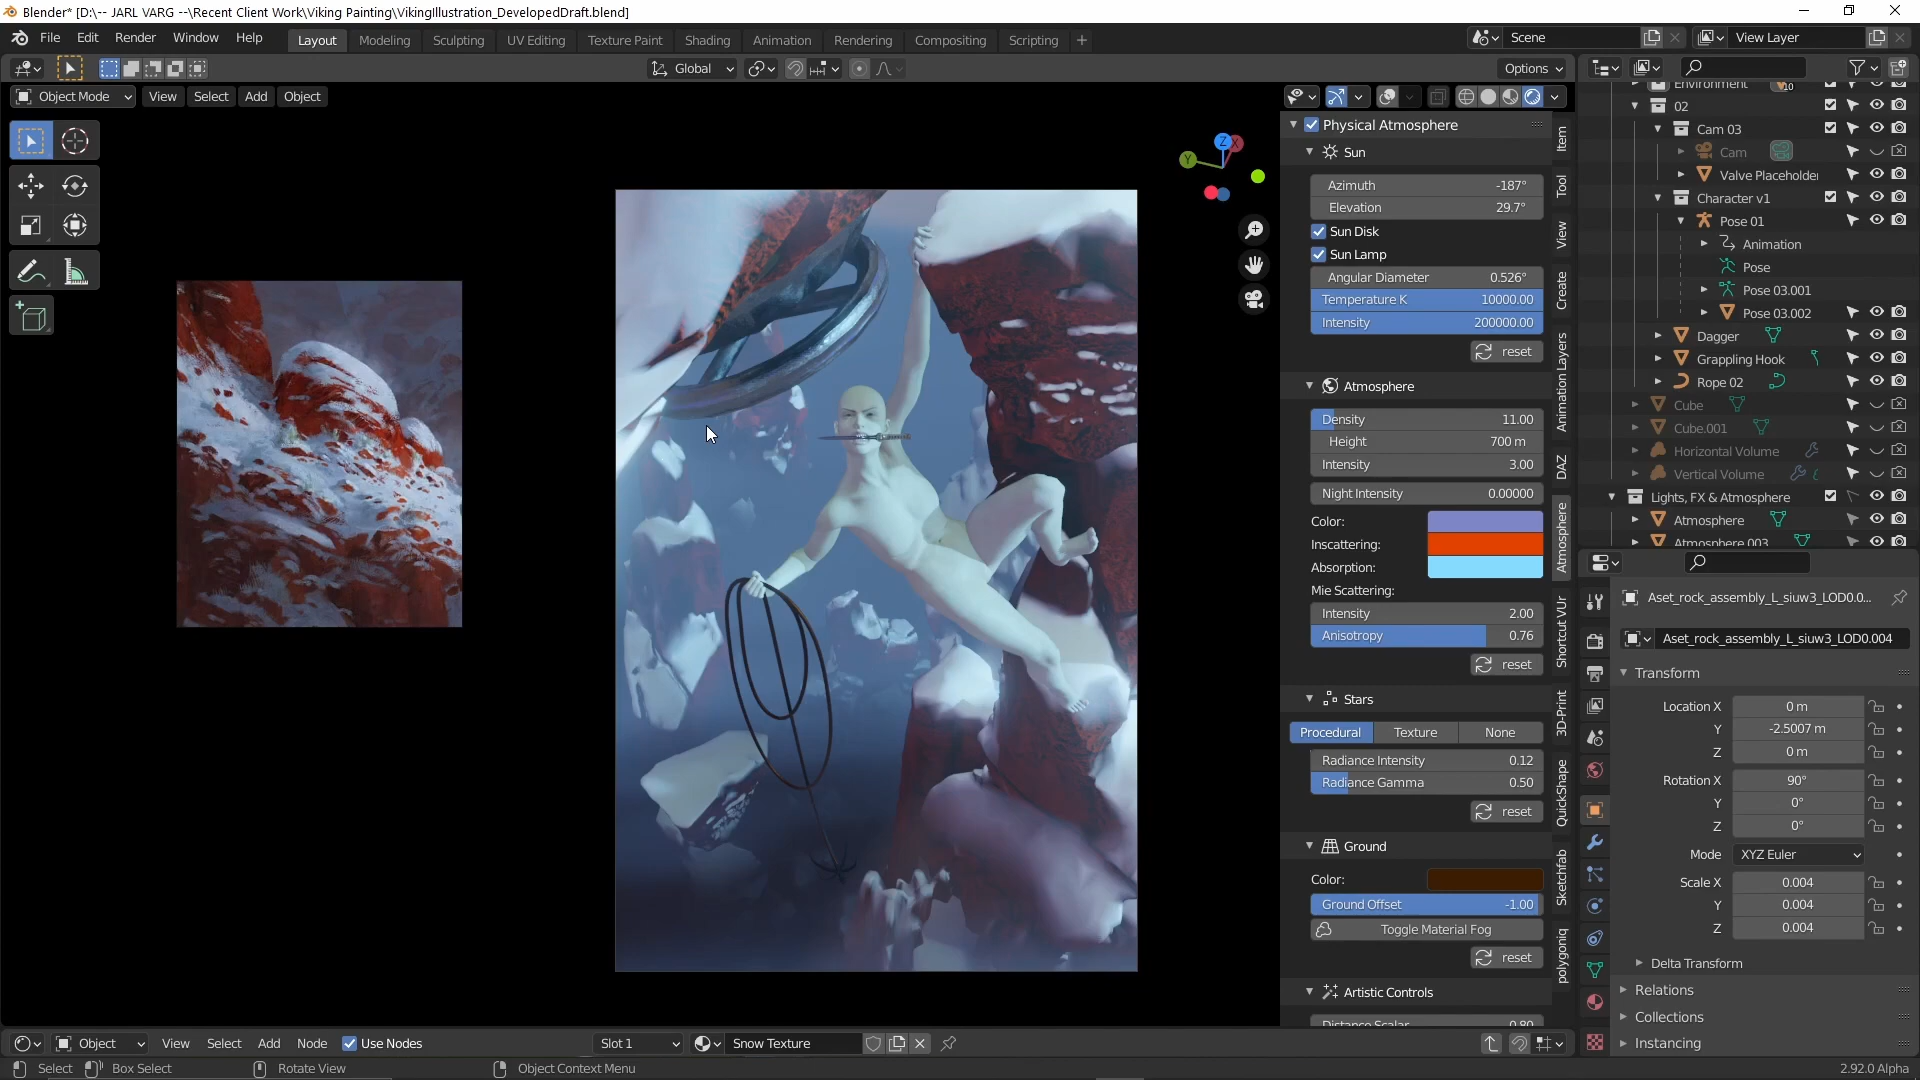 Blender* [D:\-- JARL VARG --\Recent Client Work\Viking Painting\VikingIllustration_DevelopedDraft.blend]
File Edit Render Window Help Layout Modeling Sculpting UV Editing Texture Paint Shading Animation Rendering Compositing Scripting + Scene View Layer
Global Options
Object Mode View Select Add Object
Physical Atmosphere
Sun
Azimuth -187°
Elevation 29.7°
Sun Disk
Sun Lamp
Angular Diameter 0.526°
Temperature K 10000.00
Intensity 200000.00
reset
Atmosphere
Density 11.00
Height 700 m
Intensity 3.00
Night Intensity 0.00000
Color:
Inscattering:
Absorption:
Mie Scattering:
Intensity 2.00
Anisotropy 0.76
reset
Stars
Procedural Texture None
Radiance Intensity 0.12
Radiance Gamma 0.50
reset
Ground
Color:
Ground Offset -1.00
Toggle Material Fog
reset
Artistic Controls
Distance Scalar 0.80
Item
Tool
View
Create
Animation Layers
DAZ
Atmosphere
Shortcut VUr
3D-Print
QuickShape
Sketchfab
polygoniq
Environment 10
02
Cam 03
Cam
Valve Placeholder
Character v1
Pose 01
Animation
Pose
Pose 03.001
Pose 03.002
Dagger
Grappling Hook
Rope 02
Cube
Cube.001
Horizontal Volume
Vertical Volume
Lights, FX & Atmosphere
Atmosphere
Atmosphere 003
Aset_rock_assembly_L_siuw3_LOD0.0...
Aset_rock_assembly_L_siuw3_LOD0.004
Transform
Location X 0 m
Y -2.5007 m
Z 0 m
Rotation X 90°
Y 0°
Z 0°
Mode XYZ Euler
Scale X 0.004
Y 0.004
Z 0.004
Delta Transform
Relations
Collections
Instancing
Object View Select Add Node Use Nodes Slot 1 Snow Texture
Select Box Select Rotate View Object Context Menu 2.92.0 Alpha
X
Y
Z